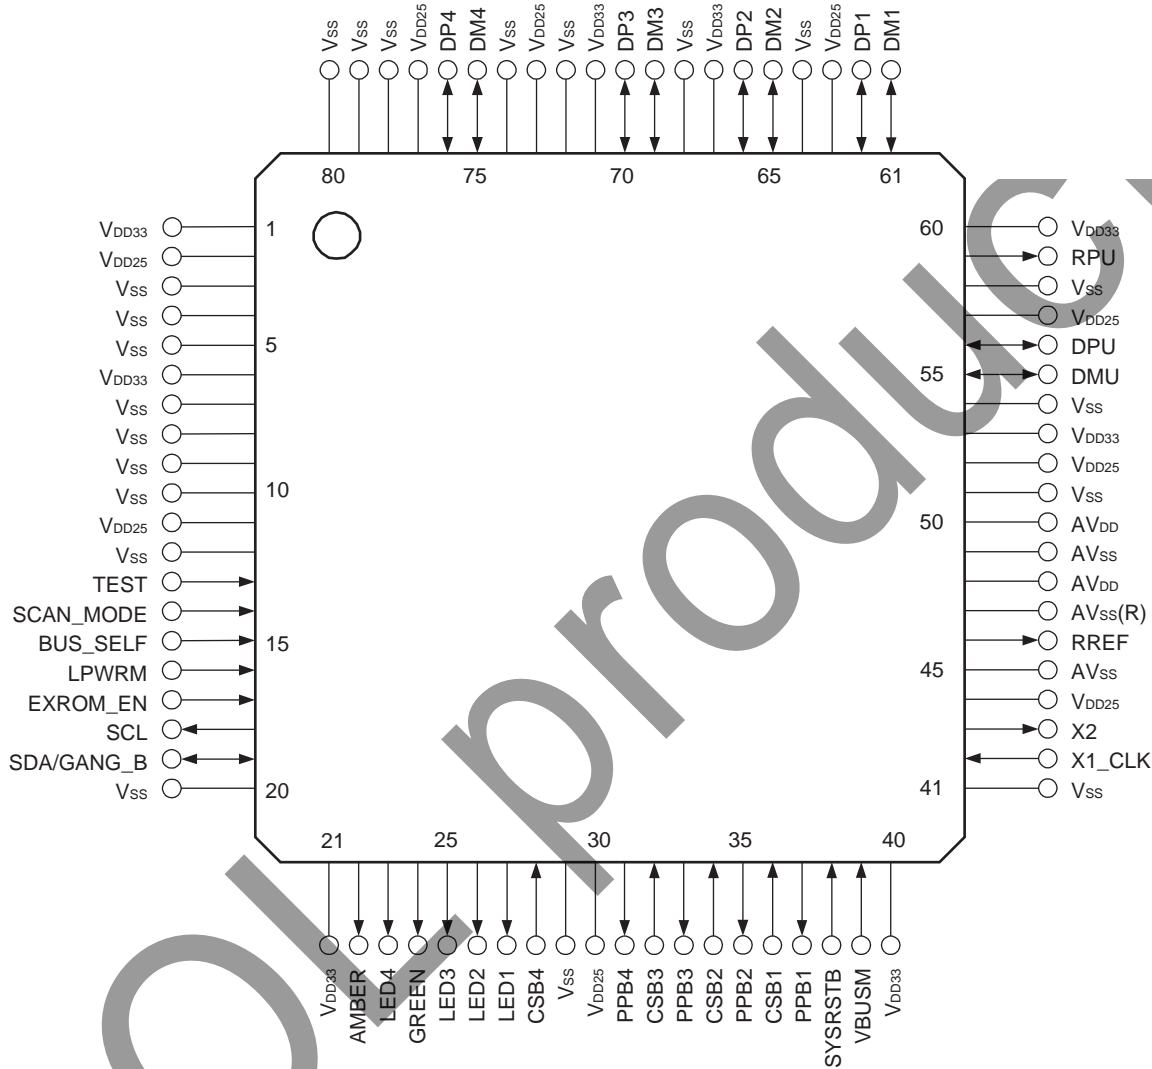 VSS VSS VSS VDD25 DP4 DM4 VSS VDD25 VSS VDD33 DP3 DM3 VSS VDD33 DP2 DM2 VSS VDD25 DP1 DM1
80 75 70 65 61
VDD33 1 60 VDD33
VDD25 RPU
VSS VSS
VSS VDD25
VSS 5 DPU
VDD33 55 DMU
VSS VSS
VSS VDD33
VSS VDD25
VSS 10 VSS
VDD25 50 AVDD
VSS AVSS
TEST AVDD
SCAN_MODE AVSS(R)
BUS_SELF 15 RREF
LPWRM 45 AVSS
EXROM_EN VDD25
SCL X2
SDA/GANG_B X1_CLK
VSS 20 41 VSS
21 25 30 35 40
VDD33 AMBER LED4 GREEN LED3 LED2 LED1 CSB4 VSS VDD25 PPB4 CSB3 PPB3 CSB2 PPB2 CSB1 PPB1 SYSRSTB VBUSM VDD33
OL product